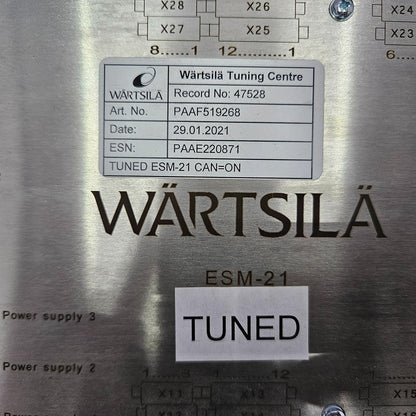 X28 X26 X24
X27 X25 X23
8......1 12......1 6....
Wärtsilä Tuning Centre
WÄRTSILÄ Record No: 47528
Art. No. PAAF519268
Date: 29.01.2021
ESN: PAAE220871
TUNED ESM-21 CAN=ON
WÄRTSILÄ
ESM-21
TUNED
Power supply 3
Power supply 2
X11 X13 X15